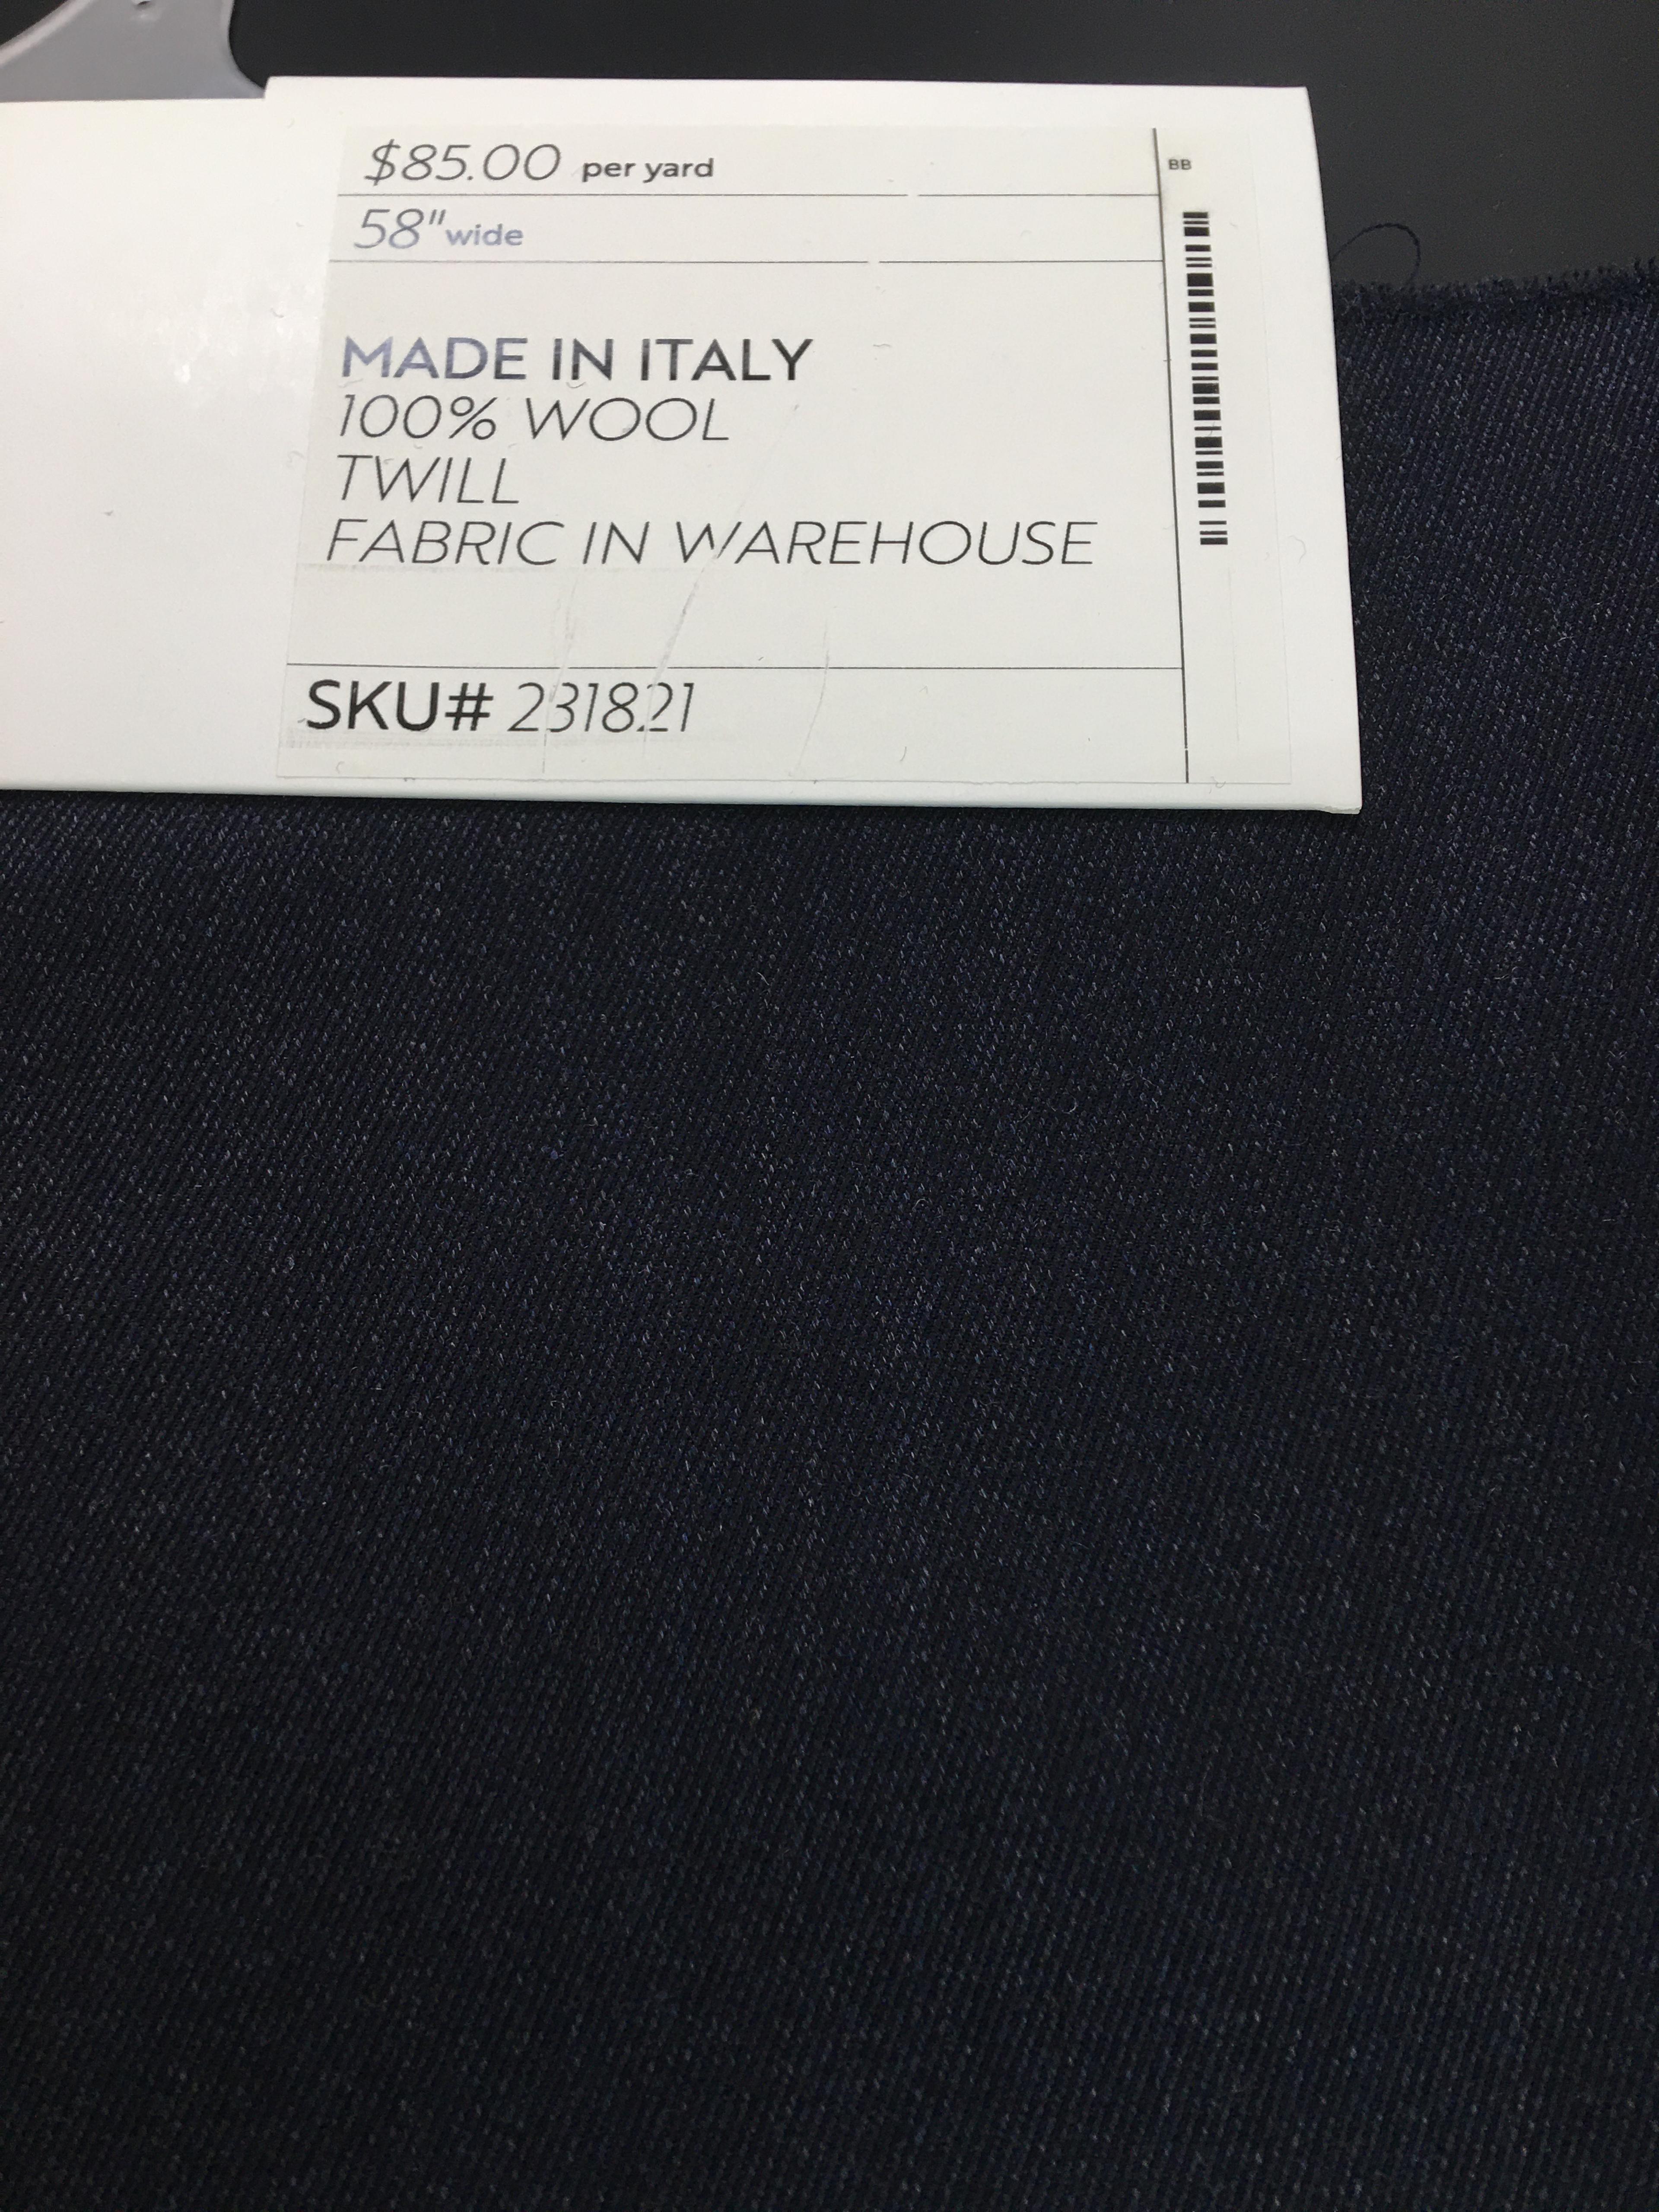 $85.00 per yard
58" wide
MADE IN ITALY
100% WOOL
TWILL
FABRIC IN WAREHOUSE
SKU# 231821
BB